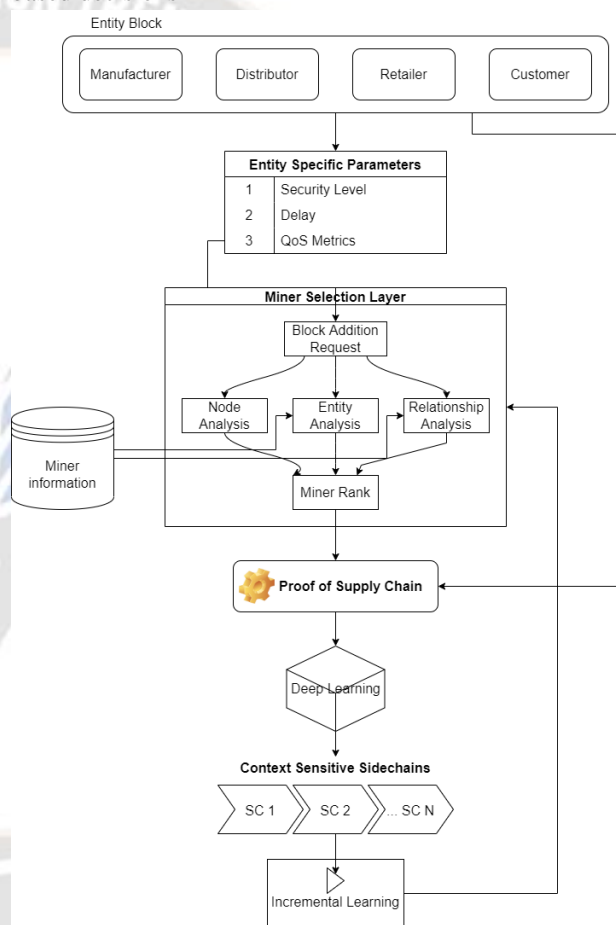 Entity Block
Manufacturer
Distributor
Retailer
Customer
Entity Specific Parameters
1 Security Level
2 Delay
3 QoS Metrics
Miner Selection Layer
Block Addition
Request
Node
Analysis
Entity
Analysis
Relationship
Analysis
Miner
information
Miner Rank
Proof of Supply Chain
Deep Learning
Context Sensitive Sidechains
SC 1
SC 2
... SC N
Incremental Learning